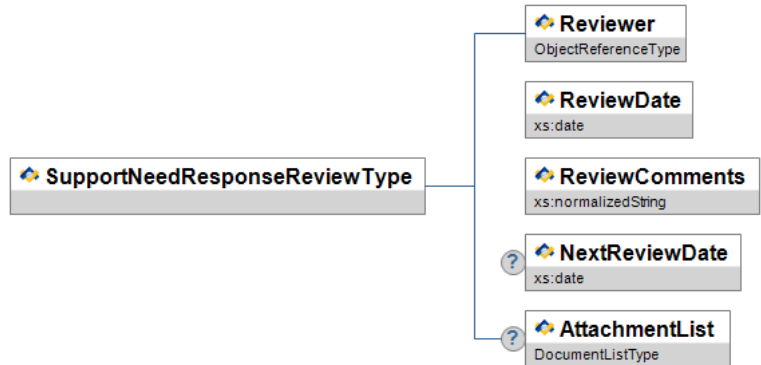 Reviewer
ObjectReferenceType
ReviewDate
xs:date
SupportNeedResponseReviewType
ReviewComments
xs:normalizedString
?
NextReviewDate
xs:date
?
AttachmentList
DocumentListType